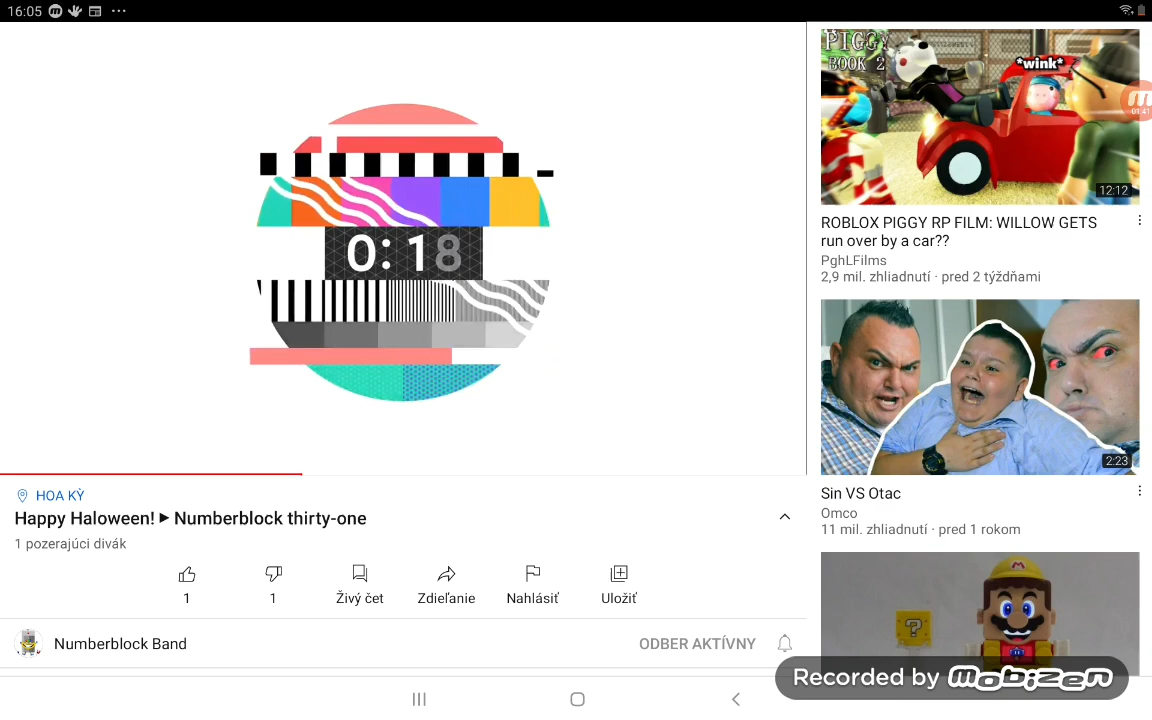 16:05
0:18
HOA KỲ
Happy Haloween!►Numberblock thirty-one
1 pozerajúci divák
1
1
Živý čet
Zdieľanie
Nahlásiť
Uložiť
Numberblock Band
ODBER AKTÍVNY
PIGGY
BOOK 2
*wink*
01:41
12:12
ROBLOX PIGGY RP FILM: WILLOW GETS
run over by a car??
PghLFilms
2,9 mil. zhliadnutí · pred 2 týždňami
2:23
Sin VS Otac
Omco
11 mil. zhliadnutí · pred 1 rokom
M
?
Recorded by mobizen